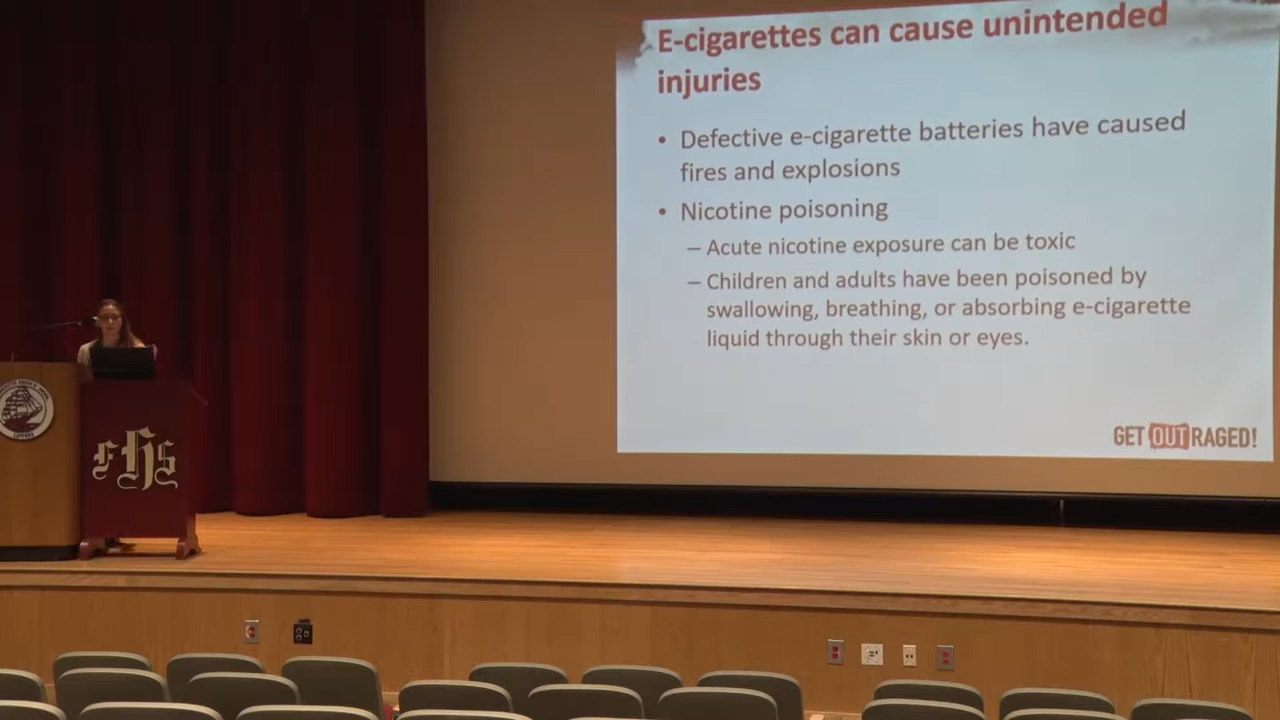 E-cigarettes can cause unintended
injuries
• Defective e-cigarette batteries have caused
fires and explosions
• Nicotine poisoning
– Acute nicotine exposure can be toxic
– Children and adults have been poisoned by
swallowing, breathing, or absorbing e-cigarette
liquid through their skin or eyes.
GET OUTRAGED!
FHS